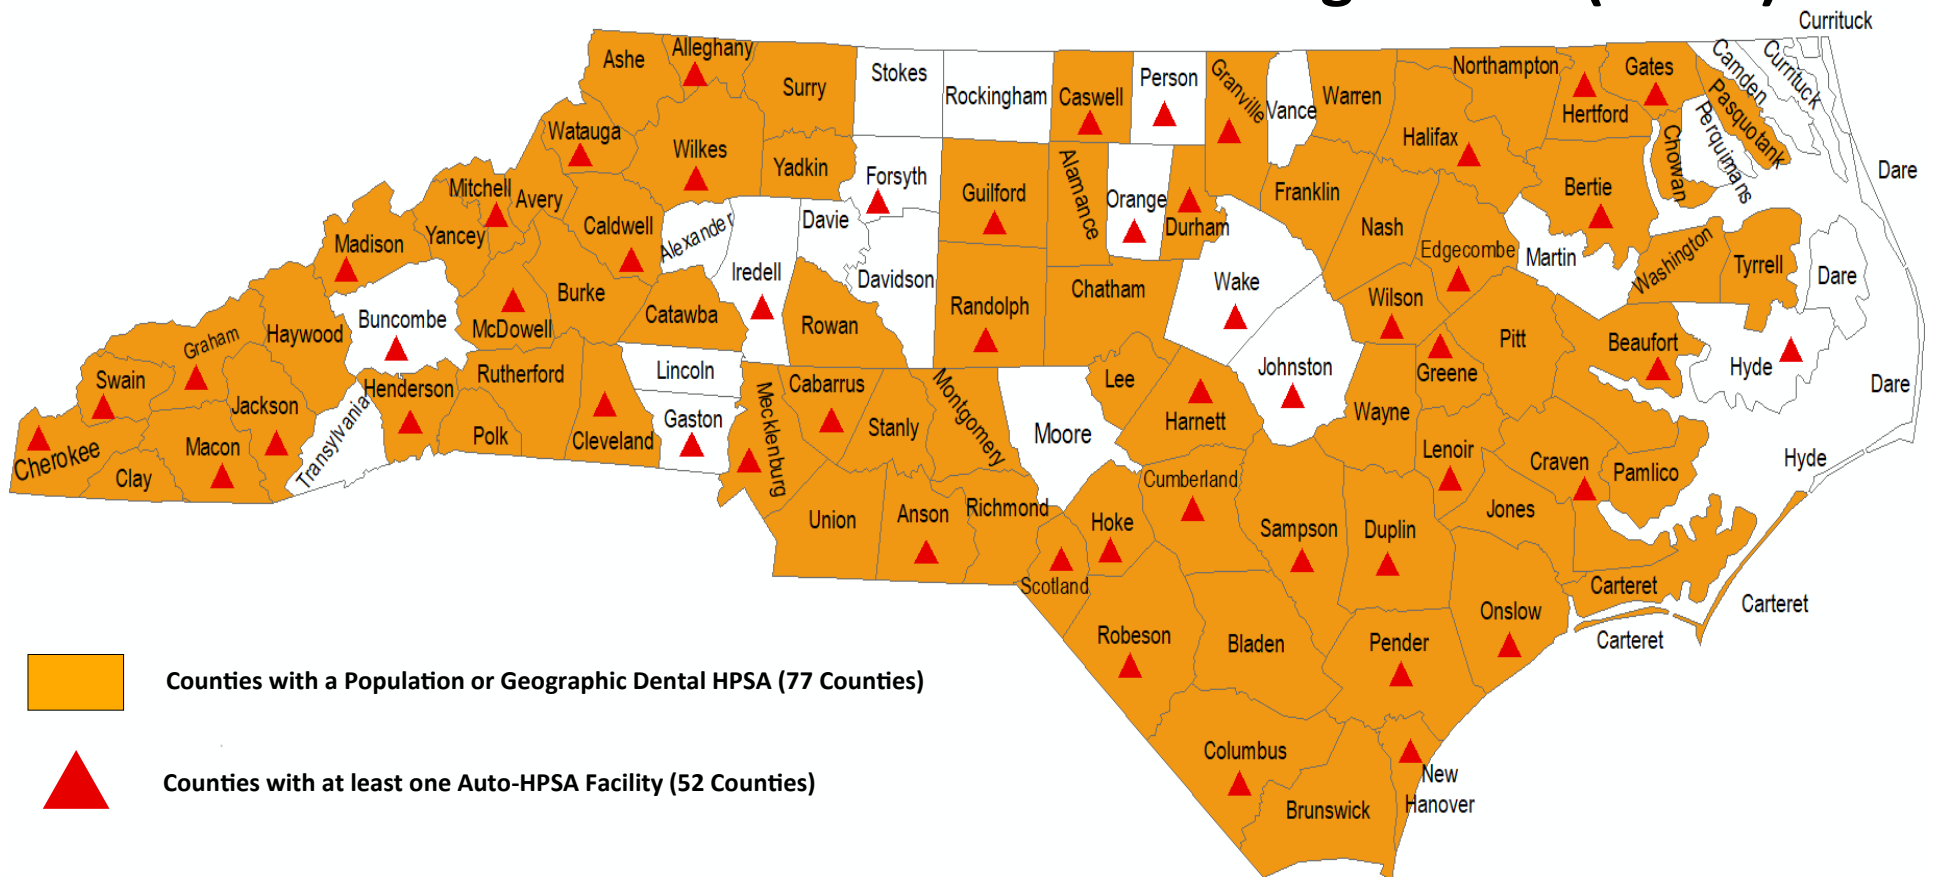 Currituck
Ashe
Alleghany
Surry
Stokes
Rockingham
Caswell
Person
Granville
Vance
Warren
Northampton
Hertford
Gates
Camden
Currituck
Pasquotank
Perquimans
Chowan
Watauga
Wilkes
Yadkin
Forsyth
Guilford
Alamance
Orange
Durham
Franklin
Halifax
Bertie
Dare
Mitchell
Avery
Caldwell
Alexander
Davie
Iredell
Davidson
Nash
Edgecombe
Martin
Washington
Tyrrell
Dare
Madison
Yancey
Burke
Catawba
Rowan
Randolph
Chatham
Wake
Wilson
Pitt
Beaufort
Hyde
Dare
Buncombe
McDowell
Haywood
Graham
Swain
Jackson
Macon
Cherokee
Clay
Transylvania
Henderson
Rutherford
Polk
Cleveland
Lincoln
Gaston
Mecklenburg
Cabarrus
Stanly
Montgomery
Moore
Lee
Harnett
Johnston
Wayne
Greene
Lenoir
Craven
Pamlico
Hyde
Union
Anson
Richmond
Hoke
Cumberland
Sampson
Duplin
Jones
Scotland
Carteret
Carteret
Carteret
Onslow
Robeson
Bladen
Pender
Columbus
Brunswick
New
Hanover
Counties with a Population or Geographic Dental HPSA (77 Counties)
Counties with at least one Auto-HPSA Facility (52 Counties)